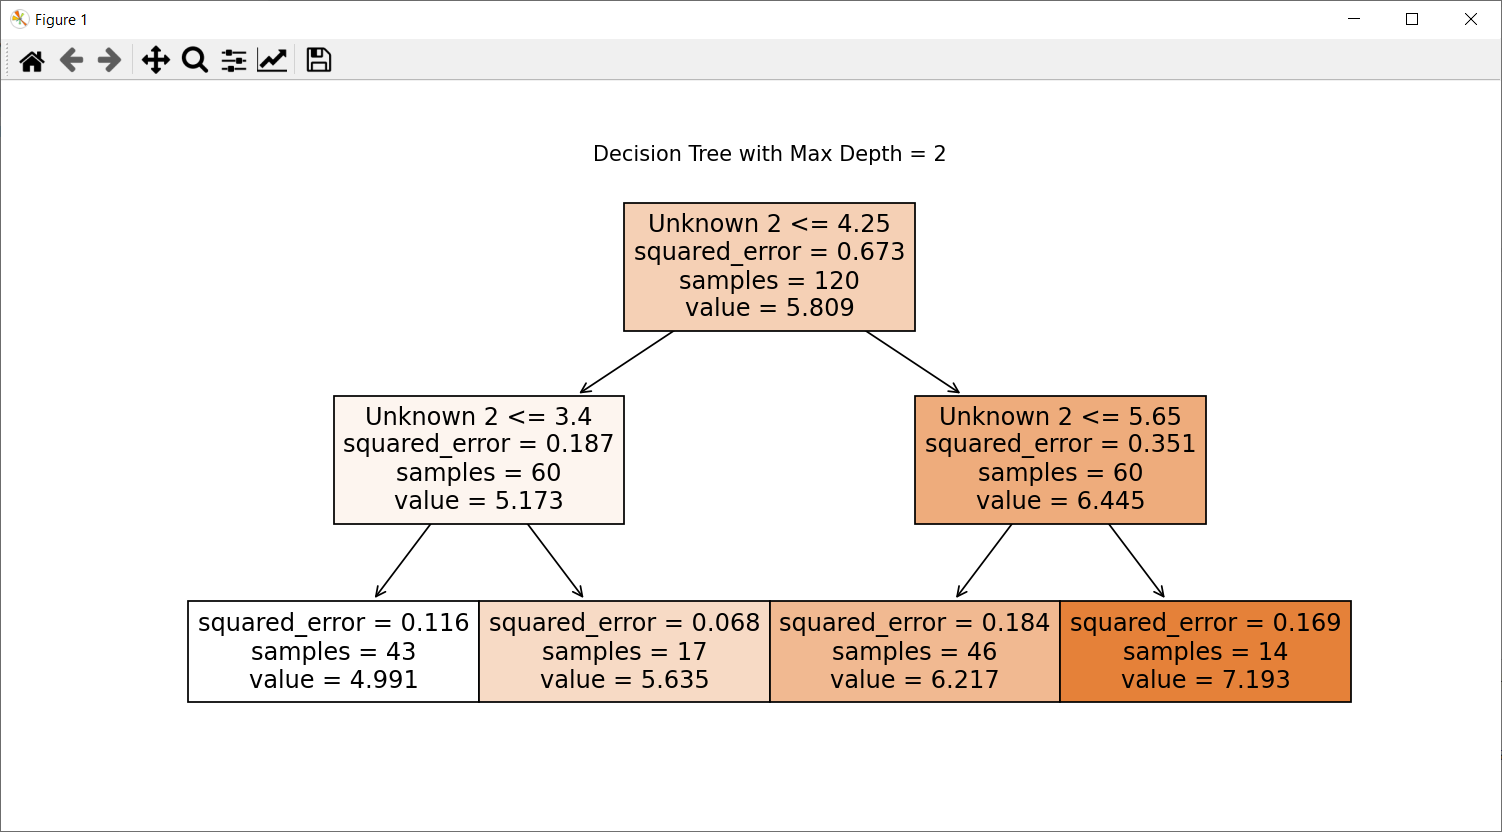 Figure 1
Decision Tree with Max Depth = 2
Unknown 2 <= 4.25
squared_error = 0.673
samples = 120
value = 5.809
Unknown 2 <= 3.4
squared_error = 0.187
samples = 60
value = 5.173
Unknown 2 <= 5.65
squared_error = 0.351
samples = 60
value = 6.445
squared_error = 0.116
samples = 43
value = 4.991
squared_error = 0.068
samples = 17
value = 5.635
squared_error = 0.184
samples = 46
value = 6.217
squared_error = 0.169
samples = 14
value = 7.193